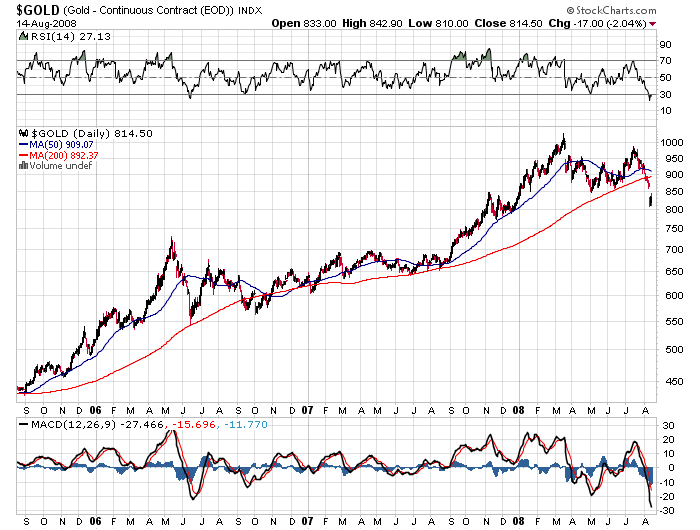 $GOLD (Gold - Continuous Contract (EOD)) INDX
© StockCharts.com
14-Aug-2008
Open 833.00 High 842.90 Low 810.00 Close 814.50 Chg -17.00 (-2.04%)
RSI(14) 27.13
90
70
50
30
10
$GOLD (Daily) 814.50
MA(50) 909.07
MA(200) 892.37
Volume undef
1000
950
900
850
800
750
700
650
600
550
500
450
S O N D 06 F M A M J J A S O N D 07 F M A M J J A S O N D 08 F M A M J J A
MACD(12,26,9) -27.466, -15.696, -11.770
30
20
10
0
-10
-20
-30
S O N D 06 F M A M J J A S O N D 07 F M A M J J A S O N D 08 F M A M J J A